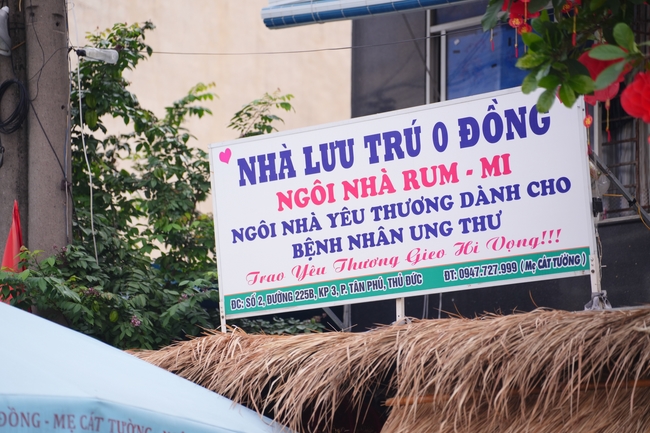 NHÀ LƯU TRÚ 0 ĐỒNG
NGÔI NHÀ RUM - MI
NGÔI NHÀ YÊU THƯƠNG DÀNH CHO
BỆNH NHÂN UNG THƯ
Trao Yêu Thương Gieo Hi Vọng!!!
ĐC: SỐ 2, ĐƯỜNG 225B, KP 3, P. TÂN PHÚ, THỦ ĐỨC ĐT: 0947.727.999 (MẸ CÁT TƯỜNG)
ĐỒNG - MẸ CÁT TƯỜNG